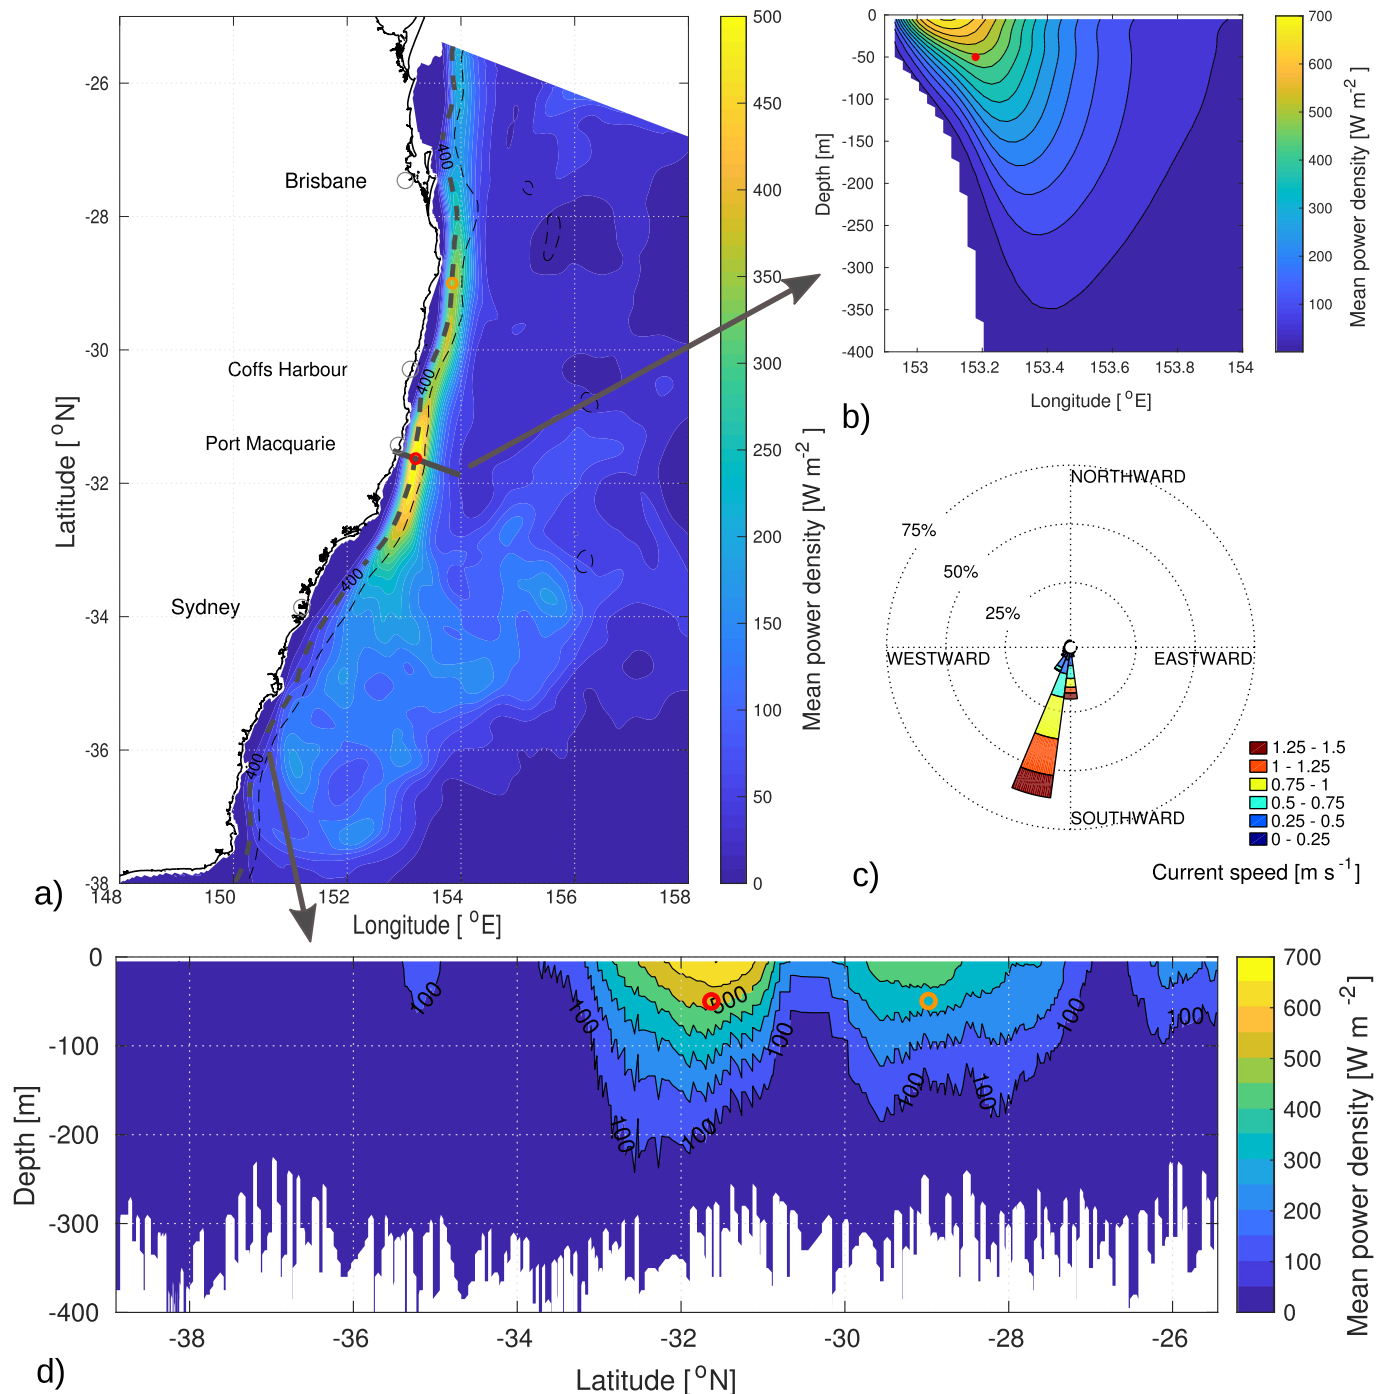 -26
-28
-30
-32
-34
-36
-38
148
150
152
154
156
158
Latitude [ °N]
Longitude [ °E]
Brisbane
Coffs Harbour
Port Macquarie
Sydney
400
400
400
400
a)
500
450
400
350
300
250
200
150
100
50
0
Mean power density [W m-2 ]
0
-50
-100
-150
-200
-250
-300
-350
-400
153
153.2
153.4
153.6
153.8
154
Depth [m]
Longitude [ °E]
b)
700
600
500
400
300
200
100
Mean power density [W m-2 ]
NORTHWARD
75%
50%
25%
WESTWARD
EASTWARD
SOUTHWARD
1.25 - 1.5
1 - 1.25
0.75 - 1
0.5 - 0.75
0.25 - 0.5
0 - 0.25
c)
Current speed [m s-1]
0
-100
-200
-300
-400
-38
-36
-34
-32
-30
-28
-26
Depth [m]
Latitude [ °N]
100
100
100
100
500
100
100
100
100
100
d)
700
600
500
400
300
200
100
0
Mean power density [W m-2]